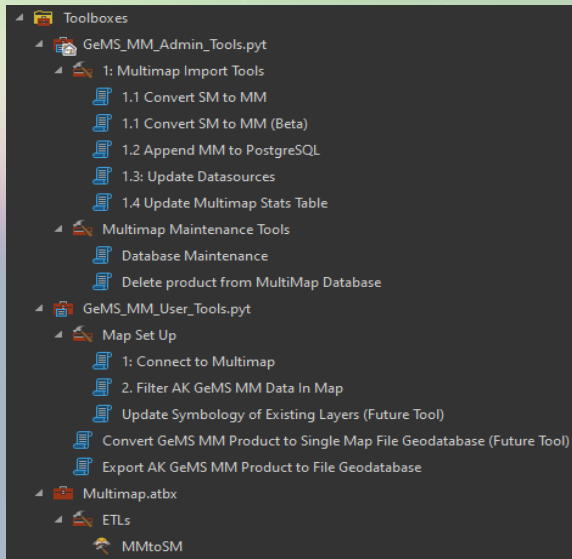 Toolboxes
GeMS_MM_Admin_Tools.pyt
1: Multimap Import Tools
1.1 Convert SM to MM
1.1 Convert SM to MM (Beta)
1.2 Append MM to PostgreSQL
1.3: Update Datasources
1.4 Update Multimap Stats Table
Multimap Maintenance Tools
Database Maintenance
Delete product from MultiMap Database
GeMS_MM_User_Tools.pyt
Map Set Up
1: Connect to Multimap
2. Filter AK GeMS MM Data In Map
Update Symbology of Existing Layers (Future Tool)
Convert GeMS MM Product to Single Map File Geodatabase (Future Tool)
Export AK GeMS MM Product to File Geodatabase
Multimap.atbx
ETLs
MMtoSM